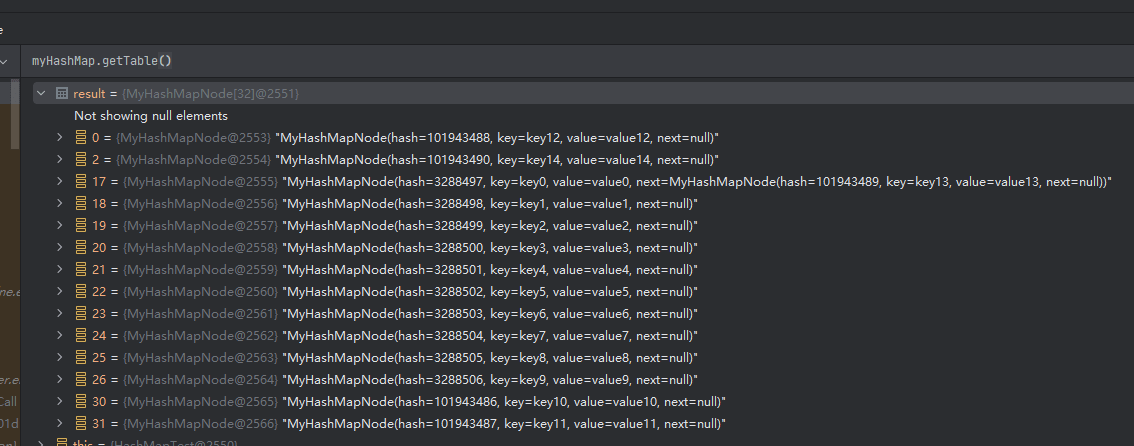 e
myHashMap.getTable()
result = {MyHashMapNode[32]@2551}
Not showing null elements
0 = {MyHashMapNode@2553} "MyHashMapNode(hash=101943488, key=key12, value=value12, next=null)"
2 = {MyHashMapNode@2554} "MyHashMapNode(hash=101943490, key=key14, value=value14, next=null)"
17 = {MyHashMapNode@2555} "MyHashMapNode(hash=3288497, key=key0, value=value0, next=MyHashMapNode(hash=101943489, key=key13, value=value13, next=null))"
18 = {MyHashMapNode@2556} "MyHashMapNode(hash=3288498, key=key1, value=value1, next=null)"
19 = {MyHashMapNode@2557} "MyHashMapNode(hash=3288499, key=key2, value=value2, next=null)"
20 = {MyHashMapNode@2558} "MyHashMapNode(hash=3288500, key=key3, value=value3, next=null)"
21 = {MyHashMapNode@2559} "MyHashMapNode(hash=3288501, key=key4, value=value4, next=null)"
ne.e
22 = {MyHashMapNode@2560} "MyHashMapNode(hash=3288502, key=key5, value=value5, next=null)"
23 = {MyHashMapNode@2561} "MyHashMapNode(hash=3288503, key=key6, value=value6, next=null)"
24 = {MyHashMapNode@2562} "MyHashMapNode(hash=3288504, key=key7, value=value7, next=null)"
25 = {MyHashMapNode@2563} "MyHashMapNode(hash=3288505, key=key8, value=value8, next=null)"
er.e
26 = {MyHashMapNode@2564} "MyHashMapNode(hash=3288506, key=key9, value=value9, next=null)"
Call
30 = {MyHashMapNode@2565} "MyHashMapNode(hash=101943486, key=key10, value=value10, next=null)"
01d
31 = {MyHashMapNode@2566} "MyHashMapNode(hash=101943487, key=key11, value=value11, next=null)"
this = {HashMapTest@2550}